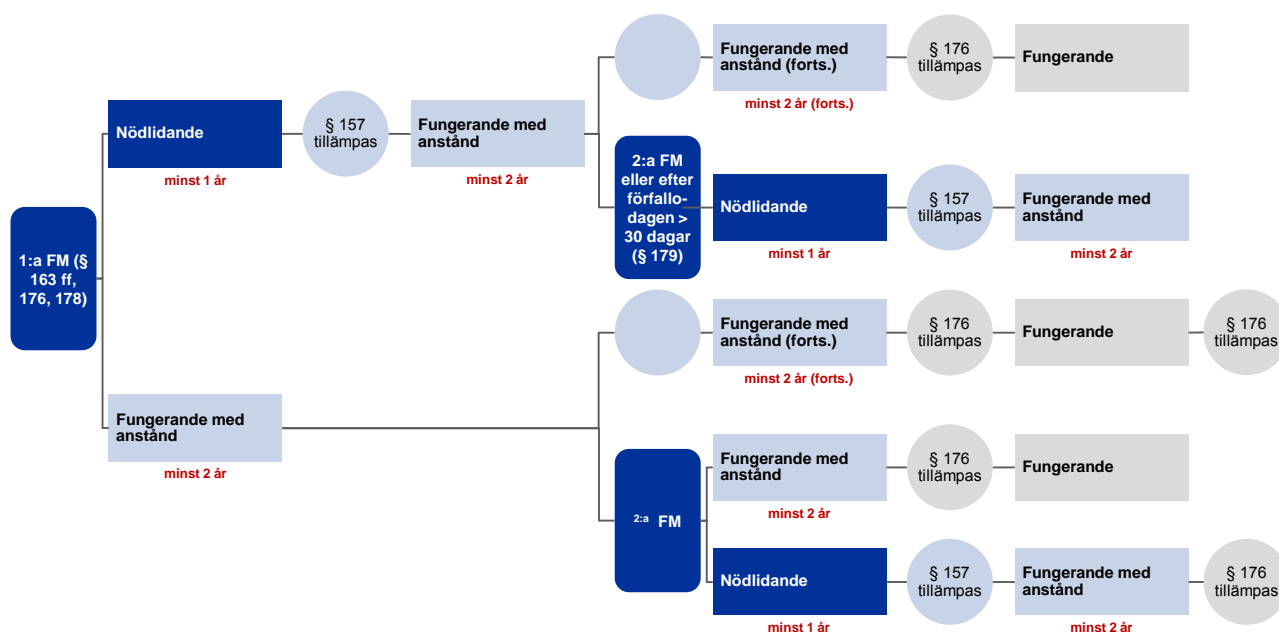 1:a FM (§
163 ff,
176, 178)
Nödlidande
minst 1 år
§ 157
tillämpas
Fungerande med
anstånd
minst 2 år
Fungerande med
anstånd (forts.)
minst 2 år (forts.)
§ 176
tillämpas
Fungerande
2:a FM
eller efter
förfallo-
dagen >
30 dagar
(§ 179)
Nödlidande
minst 1 år
§ 157
tillämpas
Fungerande med
anstånd
minst 2 år
Fungerande med
anstånd
minst 2 år
Fungerande med
anstånd (forts.)
minst 2 år (forts.)
§ 176
tillämpas
Fungerande
§ 176
tillämpas
2:a FM
Fungerande med
anstånd
minst 2 år
§ 176
tillämpas
Fungerande
Nödlidande
minst 1 år
§ 157
tillämpas
Fungerande med
anstånd
minst 2 år
§ 176
tillämpas